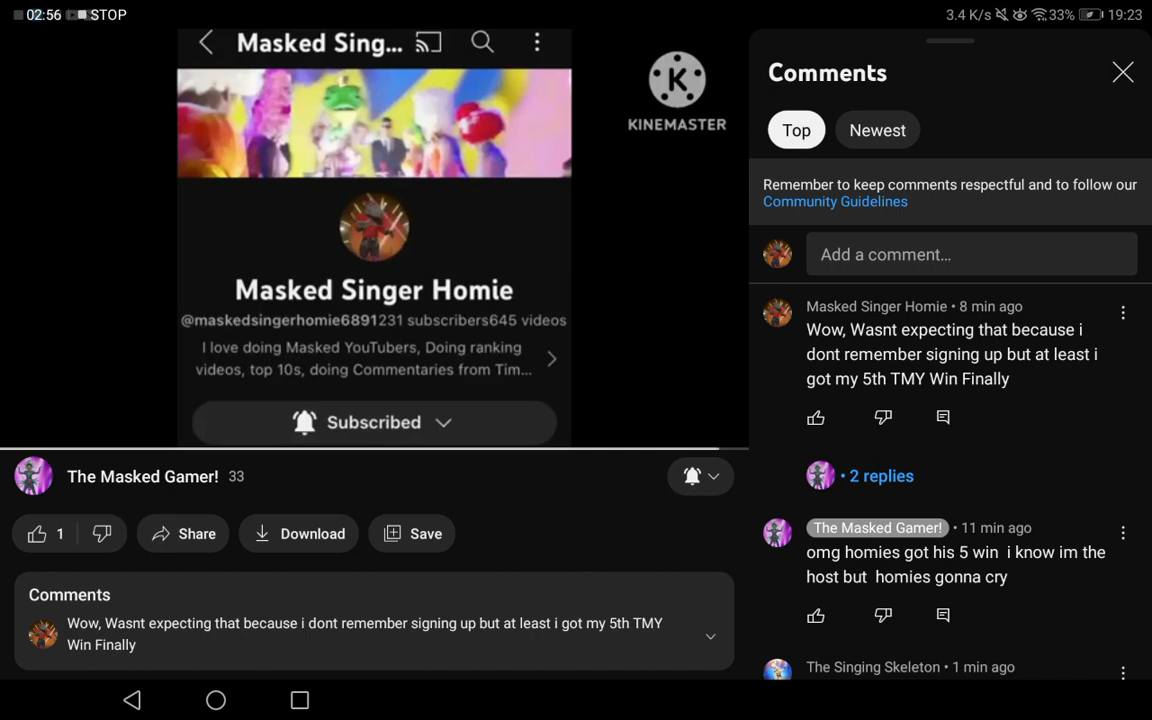 02:56 STOP
3.4 K/s 33% 19:23
Masked Sing...
K
KINEMASTER
Masked Singer Homie
@maskedsingerhomie6891231 subscribers645 videos
I love doing Masked YouTubers, Doing ranking
videos, top 10s, doing Commentaries from Tim...
Subscribed
The Masked Gamer! 33
1 Share Download Save
Comments
Wow, Wasnt expecting that because i dont remember signing up but at least i got my 5th TMY
Win Finally
Comments
Top Newest
Remember to keep comments respectful and to follow our
Community Guidelines
Add a comment...
Masked Singer Homie • 8 min ago
Wow, Wasnt expecting that because i
dont remember signing up but at least i
got my 5th TMY Win Finally
• 2 replies
The Masked Gamer! • 11 min ago
omg homies got his 5 win i know im the
host but homies gonna cry
The Singing Skeleton • 1 min ago